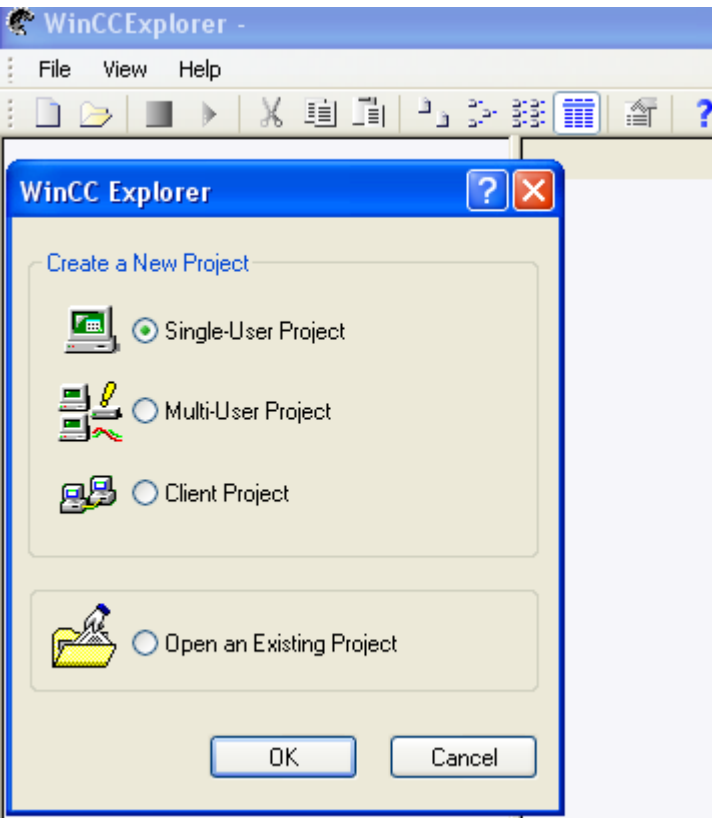 WinCCExplorer -
File View Help
?
WinCC Explorer ?
Create a New Project
Single-User Project
Multi-User Project
Client Project
Open an Existing Project
OK Cancel